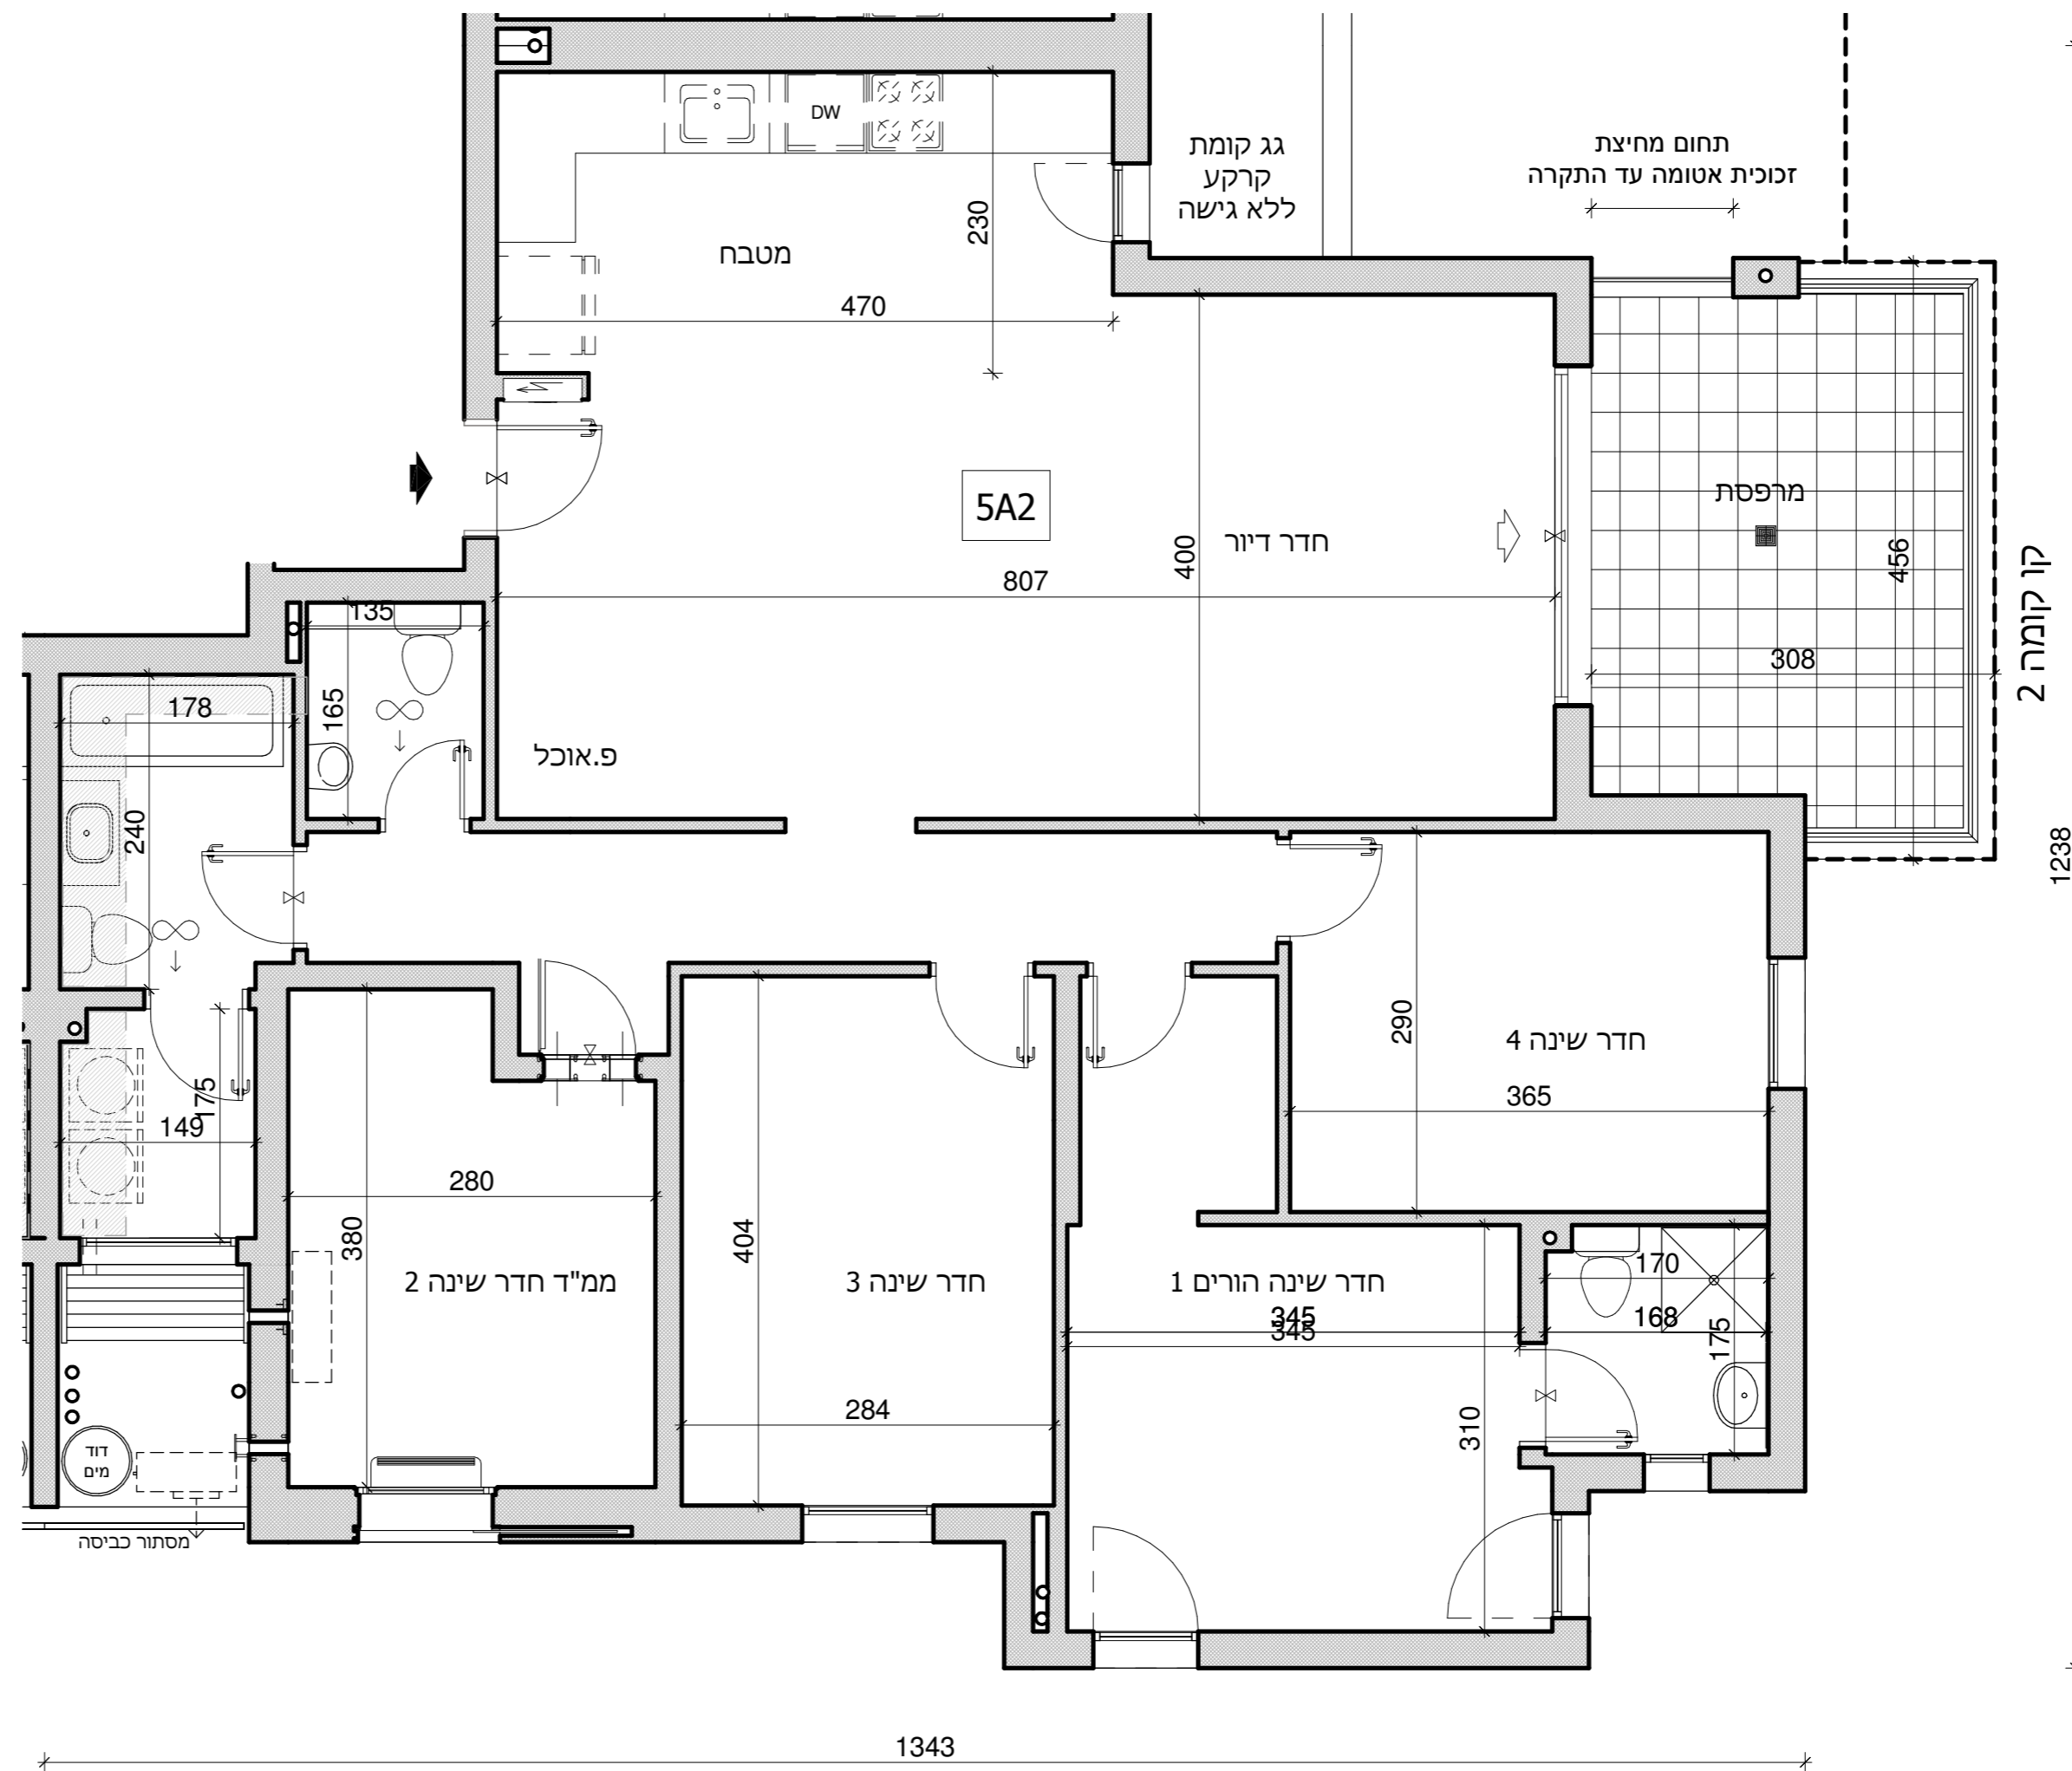 DW
גג קומת
קרקע
ללא גישה
תחום מחיצת
זכוכית אטומה עד התקרה
230
מטבח
470
5A2
מרפסת
חדר דיור
400
456
807
קו קומה 2
135
308
165
178
פ.אוכל
240
1238
290
חדר שינה 4
175
365
149
280
380
404
ממ"ד חדר שינה 2
חדר שינה 3
חדר שינה הורים 1
170
345
345
168
175
284
310
דוד
מים
מסתור כביסה
1343